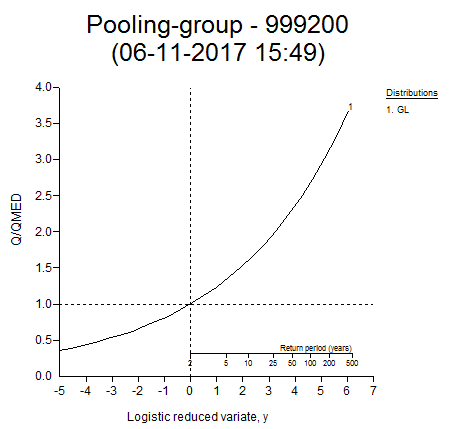 Pooling-group - 999200
(06-11-2017 15:49)
Distributions
1. GL
4.0
3.5
3.0
2.5
2.0
1.5
1.0
0.5
0.0
Q/QMED
1
Return period (years)
2 5 10 25 50 100 200 500
-5 -4 -3 -2 -1 0 1 2 3 4 5 6 7
Logistic reduced variate, y